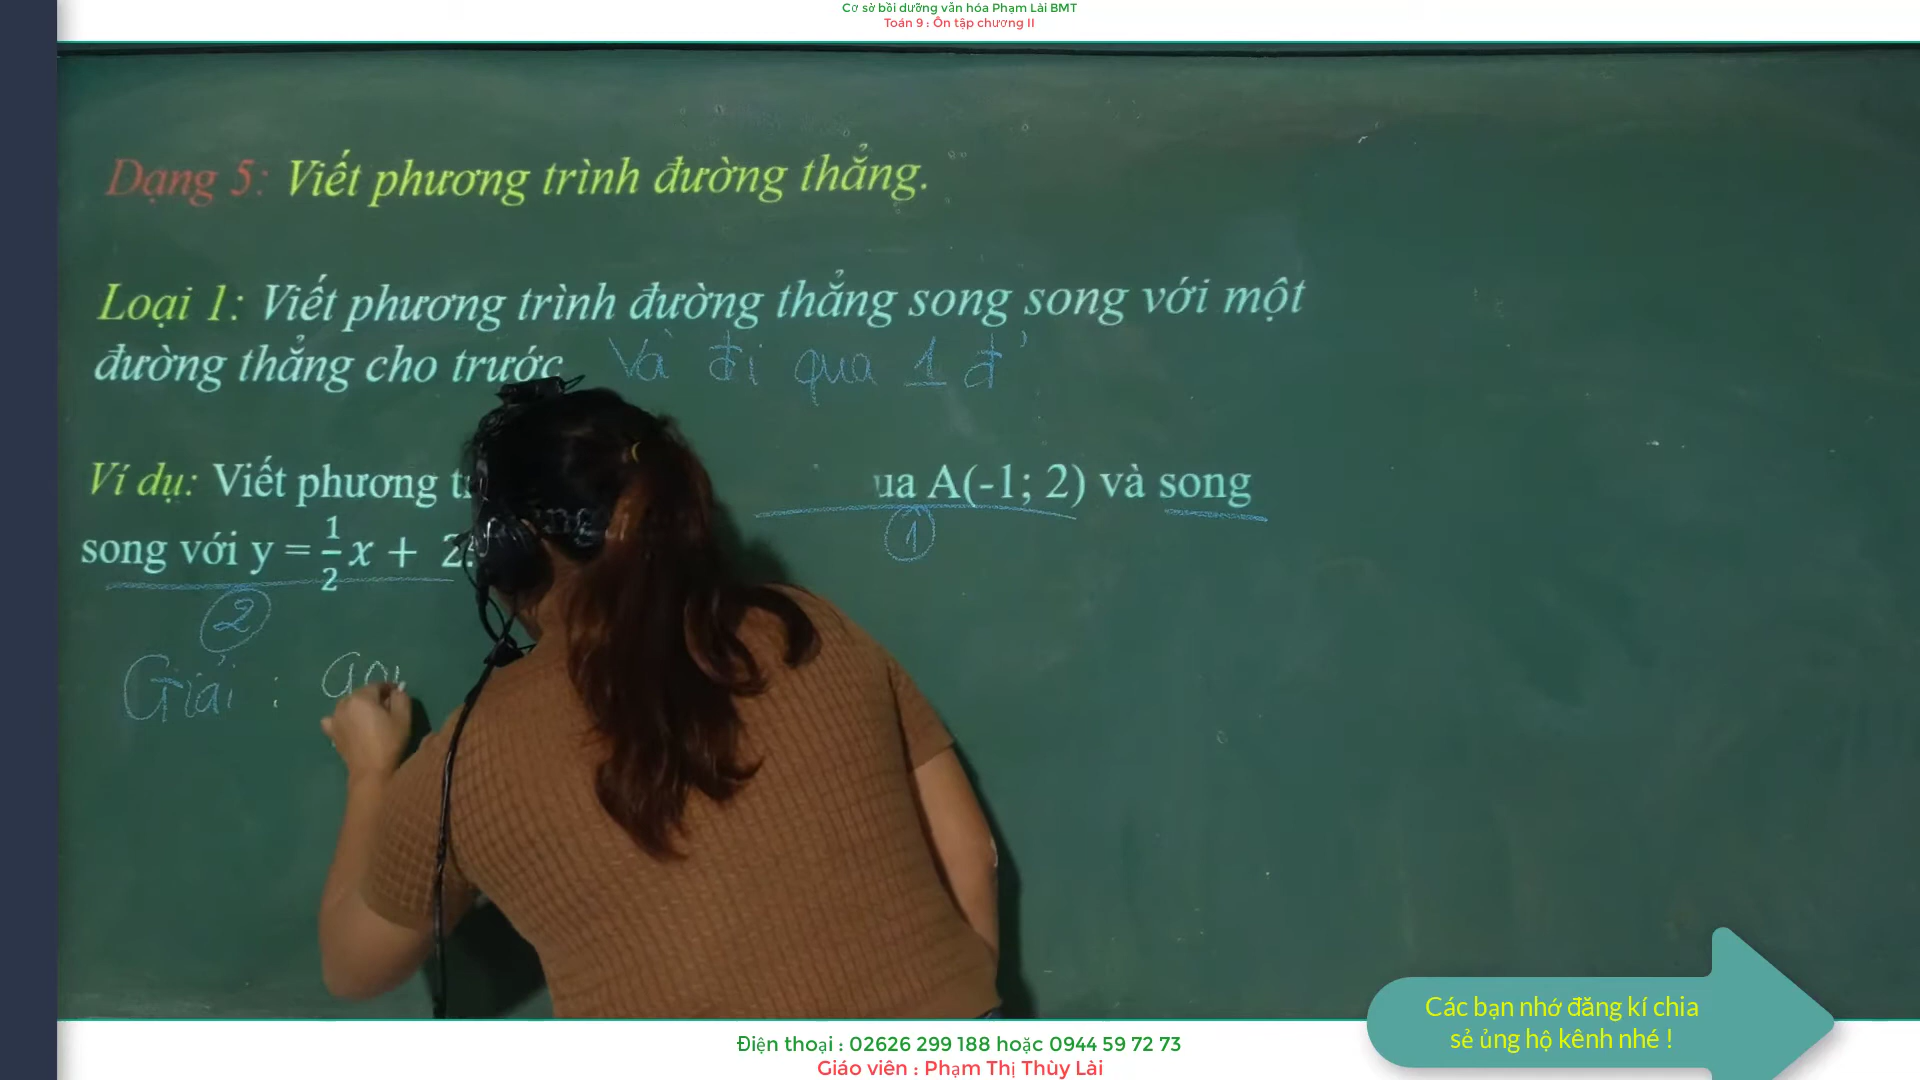 Cơ sở bồi dưỡng văn hóa Phạm Lài BMT
Toán 9 : Ôn tập chương II
Dạng 5: Viết phương trình đường thẳng.
Loại 1: Viết phương trình đường thẳng song song với một
đường thẳng cho trước và đi qua 1 đ'
Ví dụ: Viết phương A(-1; 2) và song
1
song với y = 1/2 x + 2
2
Giải : Gọi
Các bạn nhớ đăng kí chia
sẻ ủng hộ kênh nhé !
Điện thoại : 02626 299 188 hoặc 0944 59 72 73
Giáo viên : Phạm Thị Thùy Lài